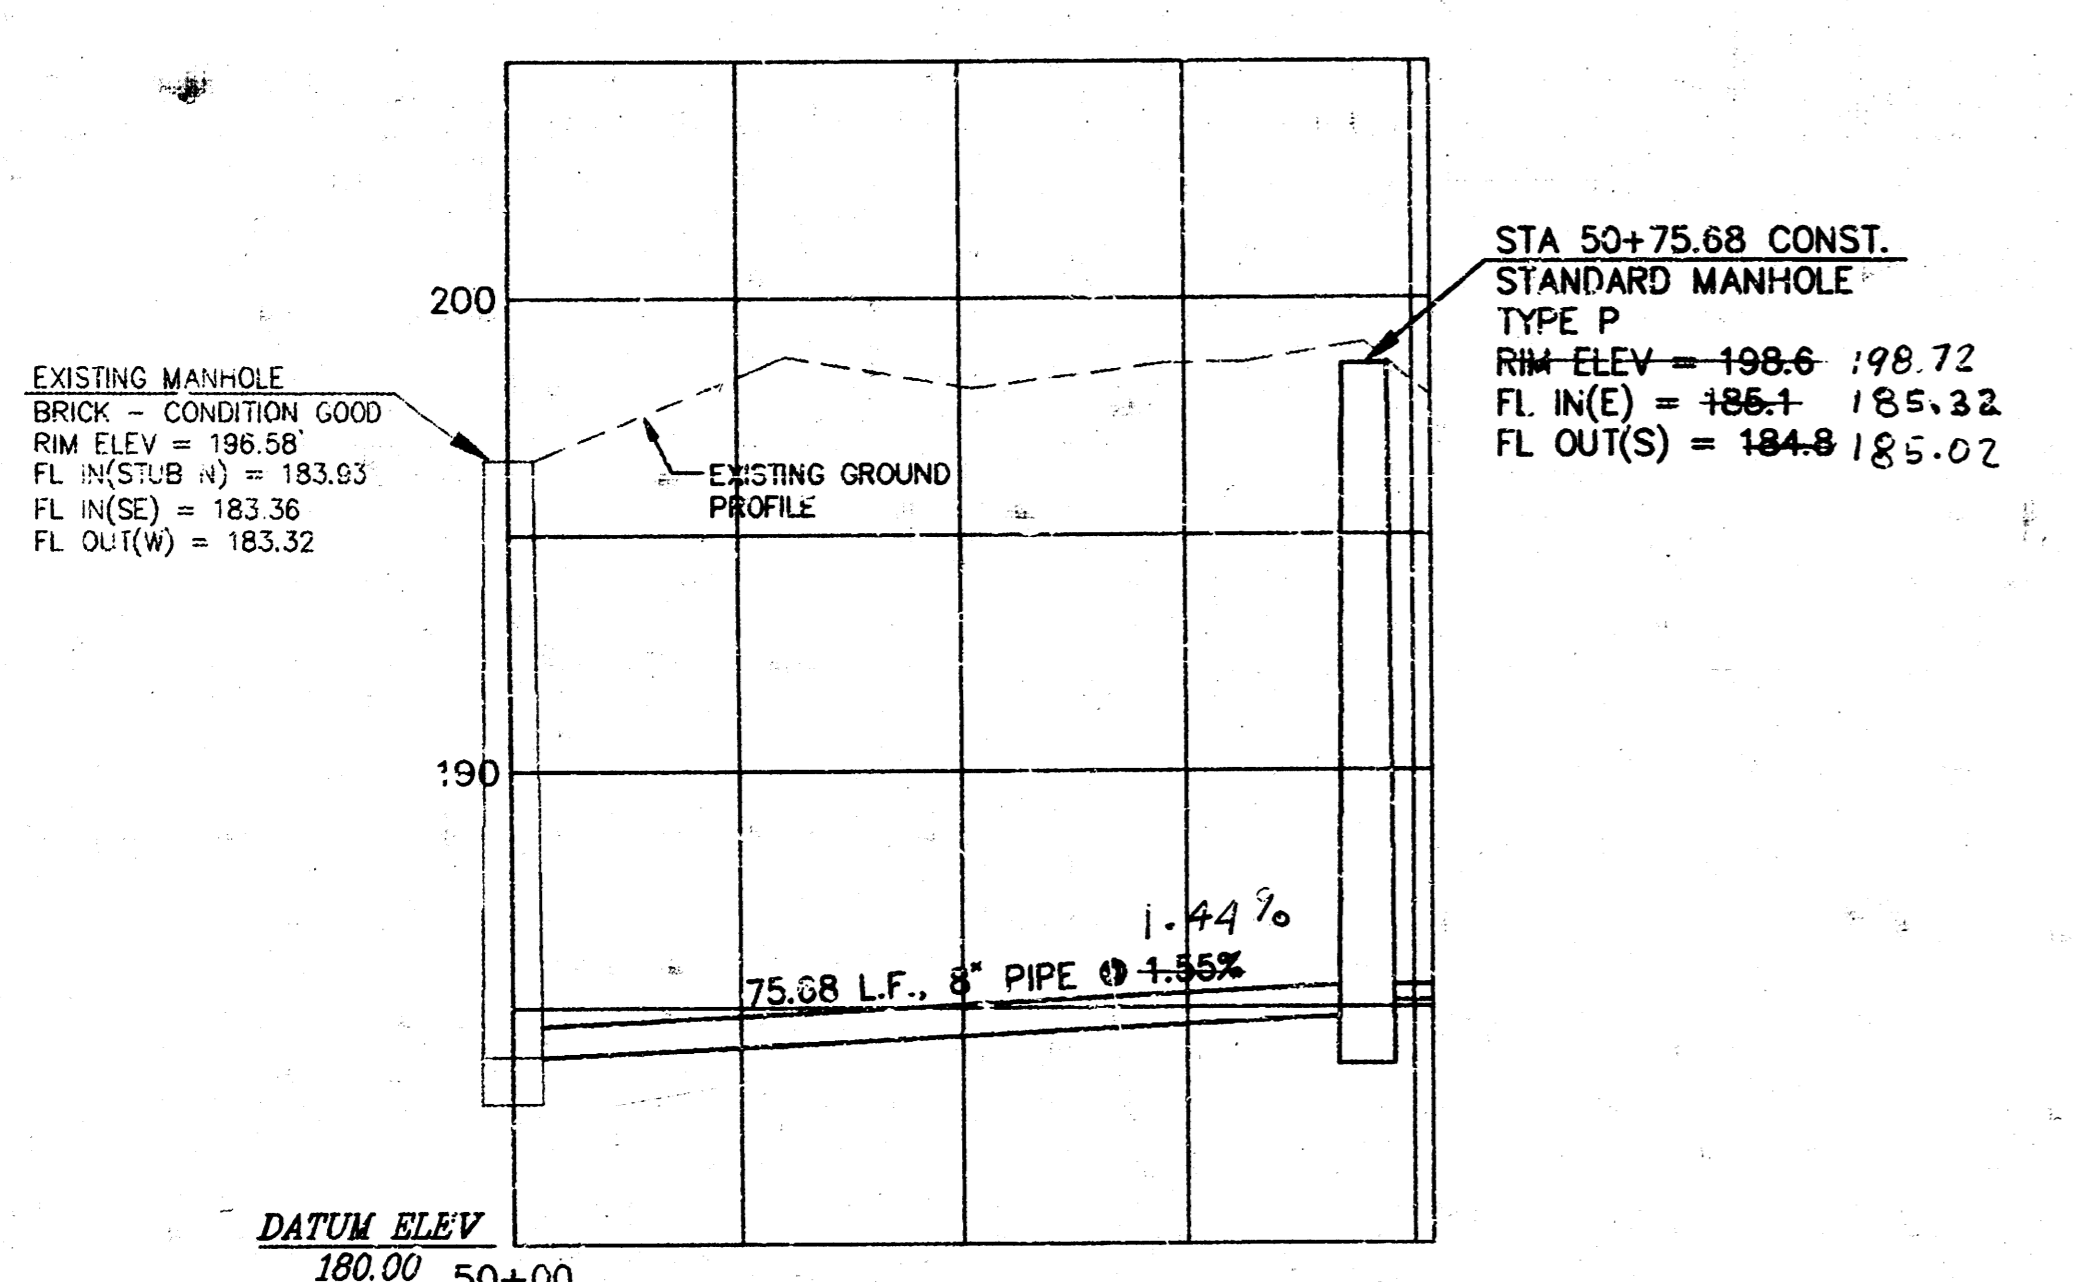 200
190
EXISTING MANHOLE
BRICK - CONDITION GOOD
RIM ELEV = 196.58'
FL IN(STUB N) = 183.93
FL IN(SE) = 183.36
FL OUT(W) = 183.32
EXISTING GROUND
PROFILE
STA 50+75.68 CONST.
STANDARD MANHOLE
TYPE P
RIM ELEV = 198.6 198.72
FL IN(E) = 185.1 185.32
FL OUT(S) = 184.8 185.02
1.44%
75.68 L.F., 8" PIPE @ 1.55%
DATUM ELEV
180.00
50+00